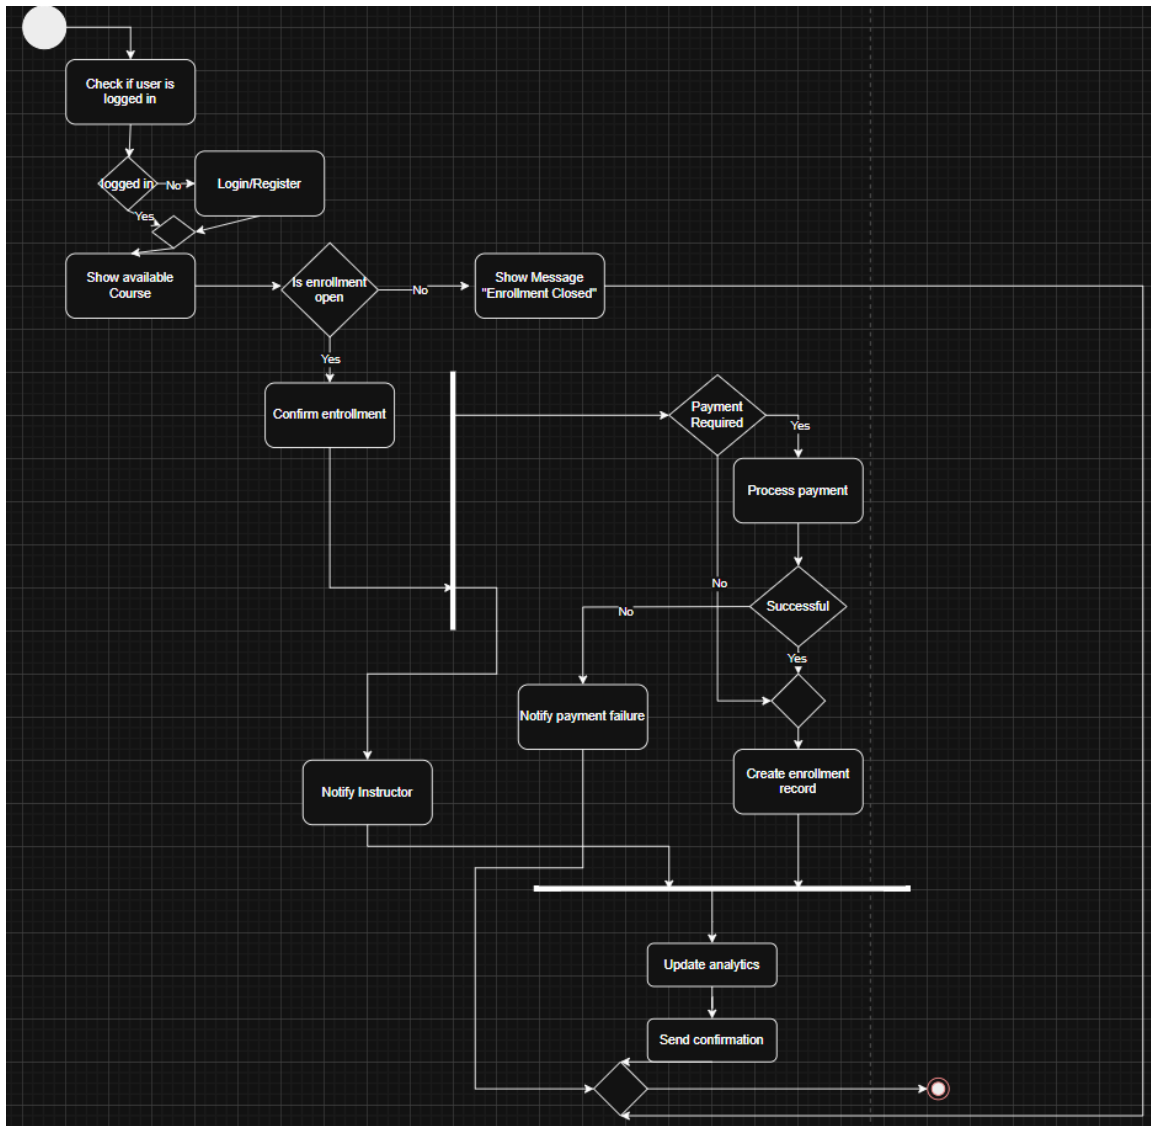 Check if user is
logged in
logged in
No
Login/Register
Yes
Show available
Course
Is enrollment
open
No
Show Message
"Enrollment Closed"
Yes
Confirm entrollment
Payment
Required
Yes
Process payment
No
Successful
No
Yes
Notify payment failure
Create enrollment
record
Notify Instructor
Update analytics
Send confirmation